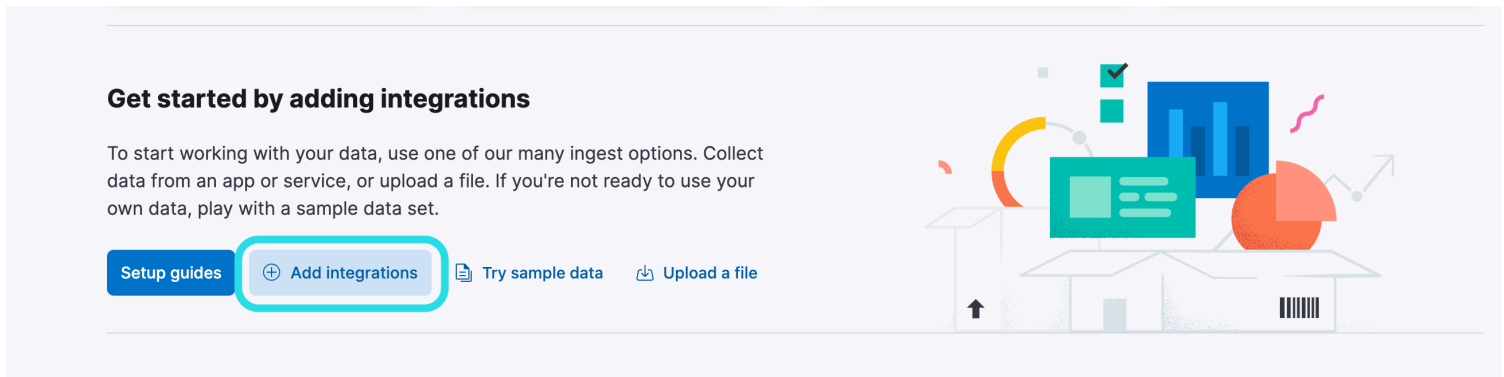 Get started by adding integrations
To start working with your data, use one of our many ingest options. Collect
data from an app or service, or upload a file. If you're not ready to use your
own data, play with a sample data set.
Setup guides Add integrations Try sample data Upload a file